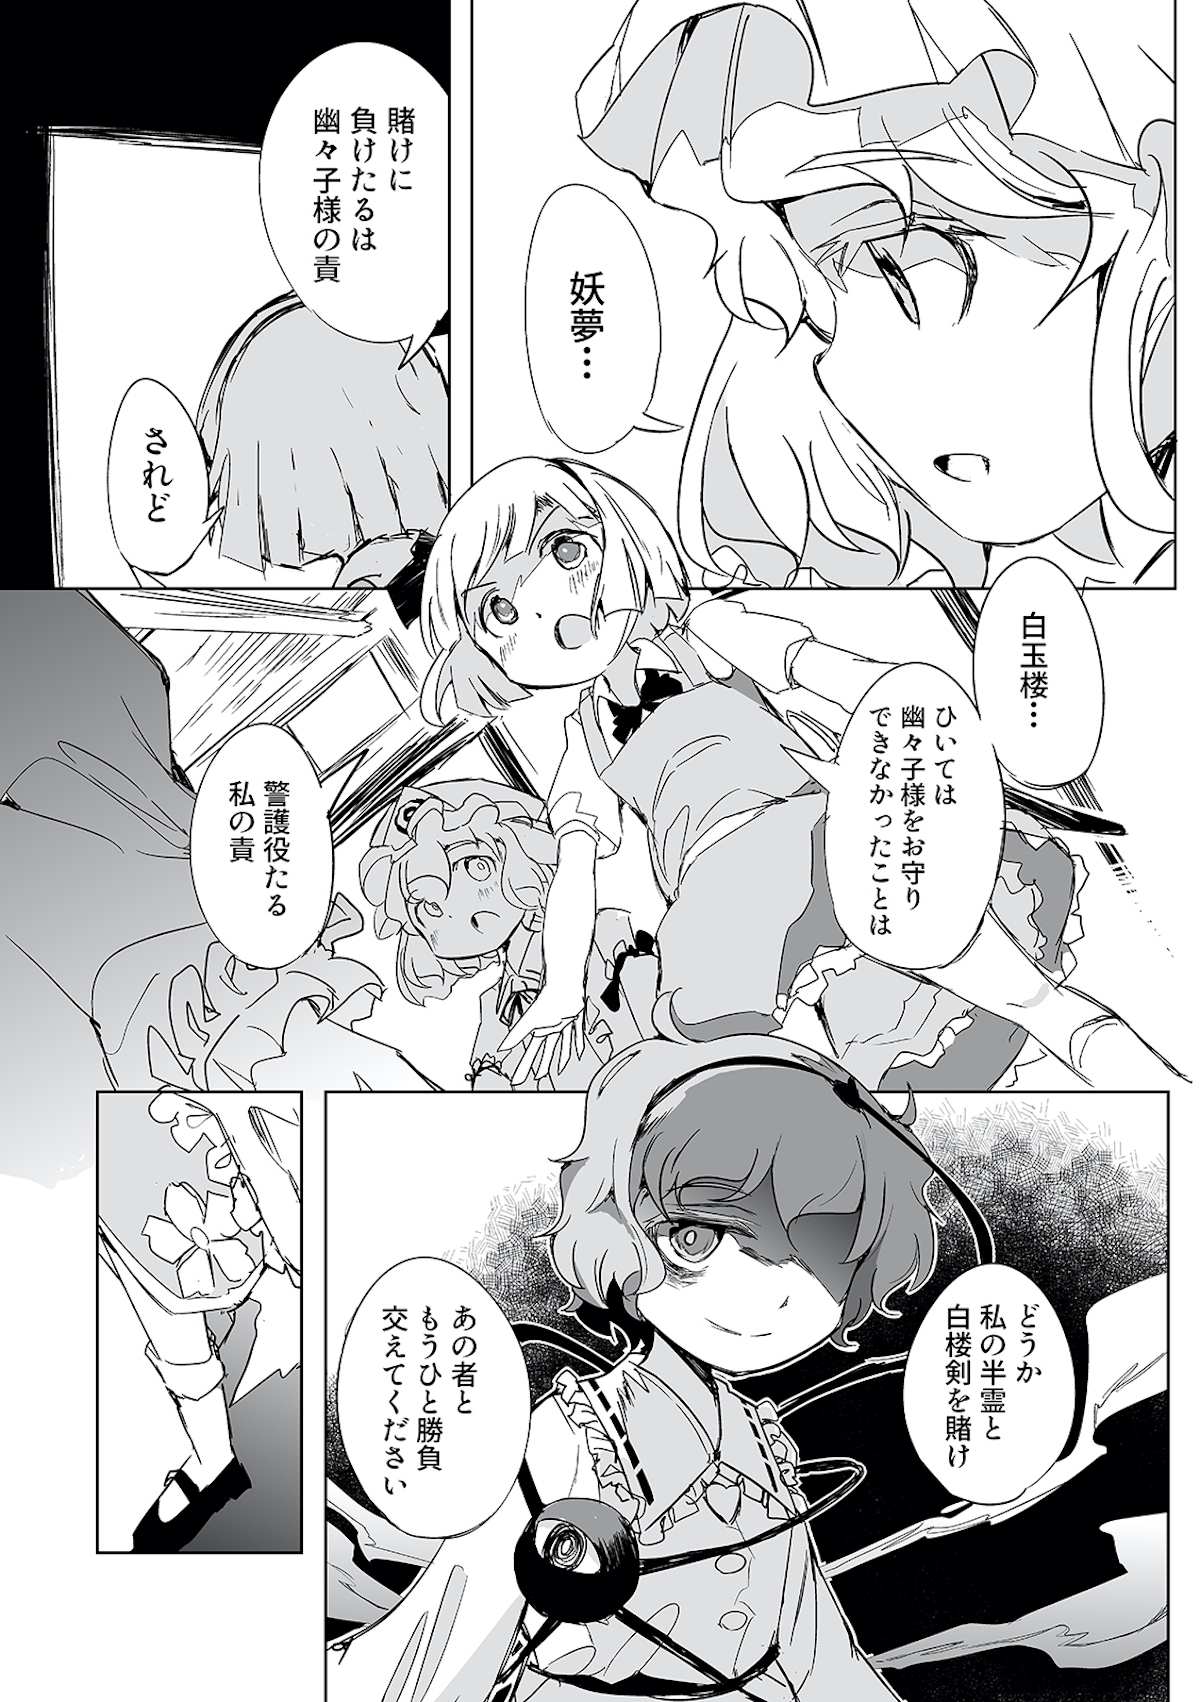 妖夢…
賭けに
負けたるは
幽々子様の責
されど
白玉楼…
ひいては
幽々子様をお守り
できなかったことは
警護役たる
私の責
どうか
私の半霊と
白楼剣を賭け
あの者と
もうひと勝負
交えてください